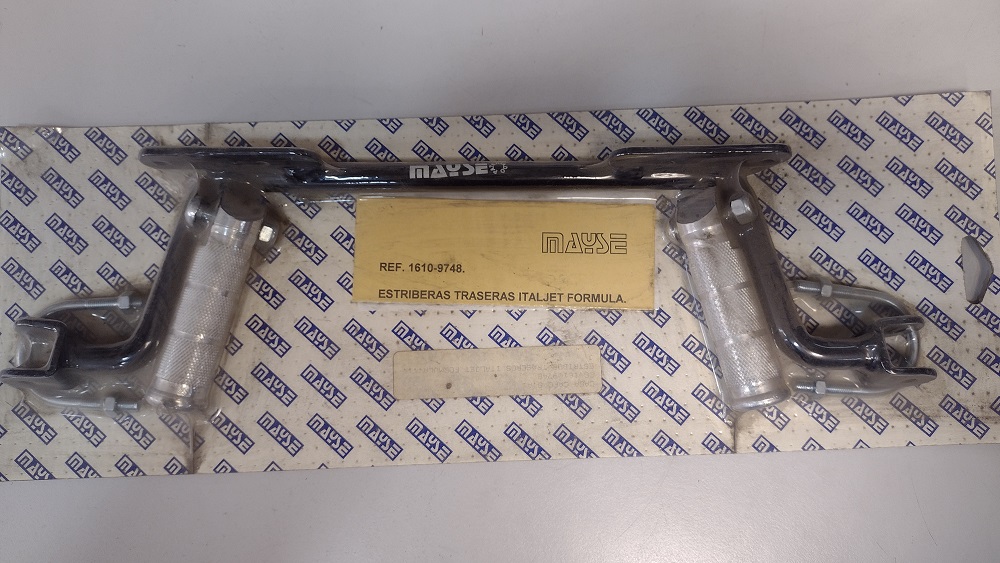 MAYSE
MAYSE
REF. 1610-9748.
ESTRIBERAS TRASERAS ITALJET FORMULA.